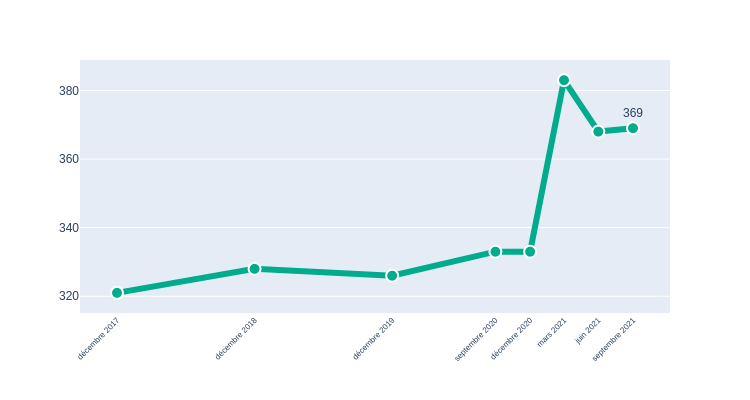 380
360
340
320
369
décembre 2017
décembre 2018
décembre 2019
septembre 2020
décembre 2020
mars 2021
juin 2021
septembre 2021